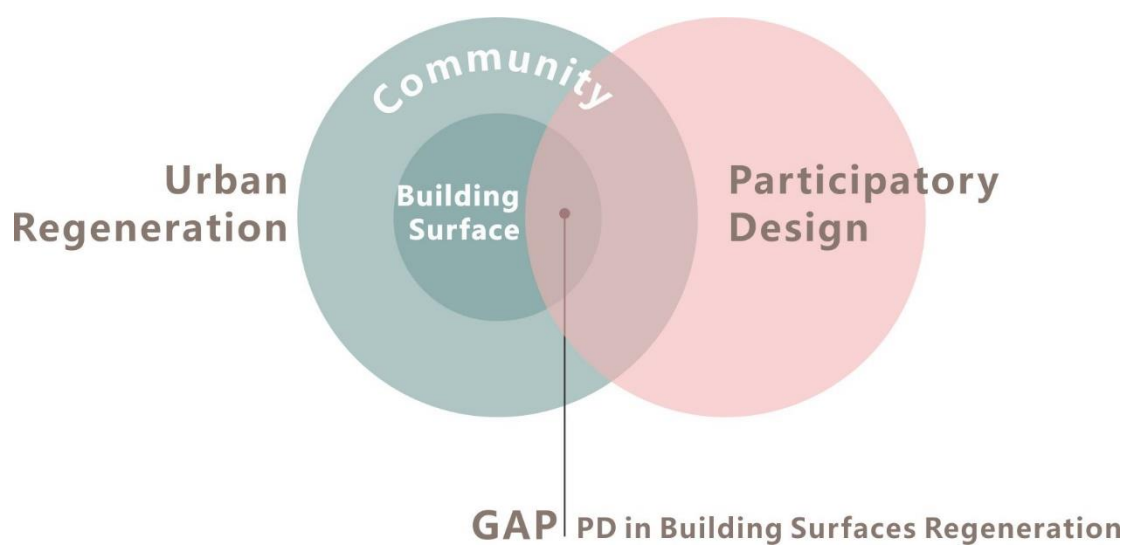 Community
Urban
Regeneration
Building
Surface
Participatory
Design
GAP PD in Building Surfaces Regeneration